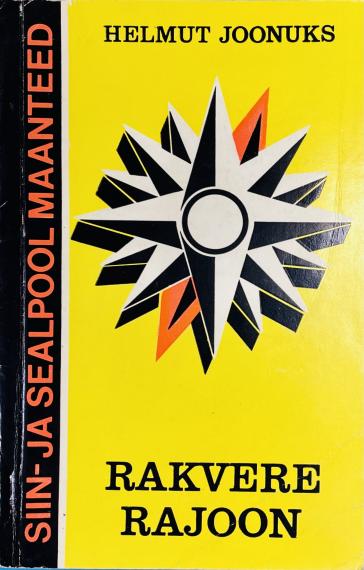 HELMUT JOONUKS
SIIN- JA SEALPOOL MAANTEED
RAKVERE
RAJOON